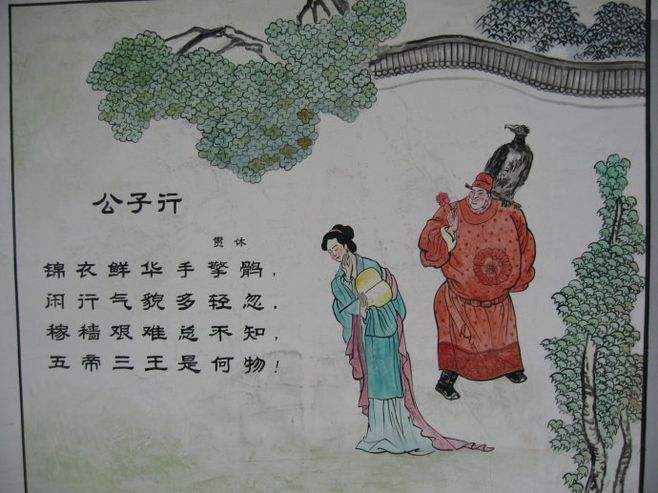 公子行
贯休
锦衣鲜华手擎鹘，
闲行气貌多轻忽．
稼穑艰难总不知，
五帝三王是何物！